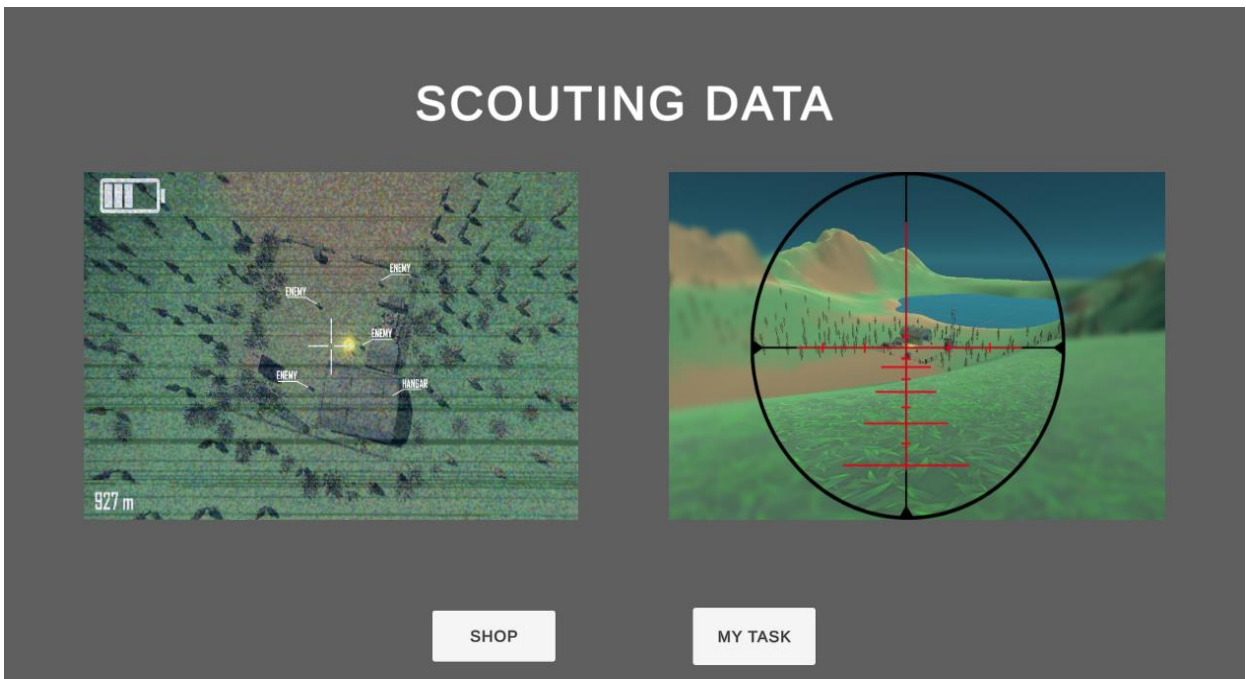 SCOUTING DATA
ENEMY
ENEMY
ENEMY
ENEMY
HANGAR
927 m
SHOP
MY TASK